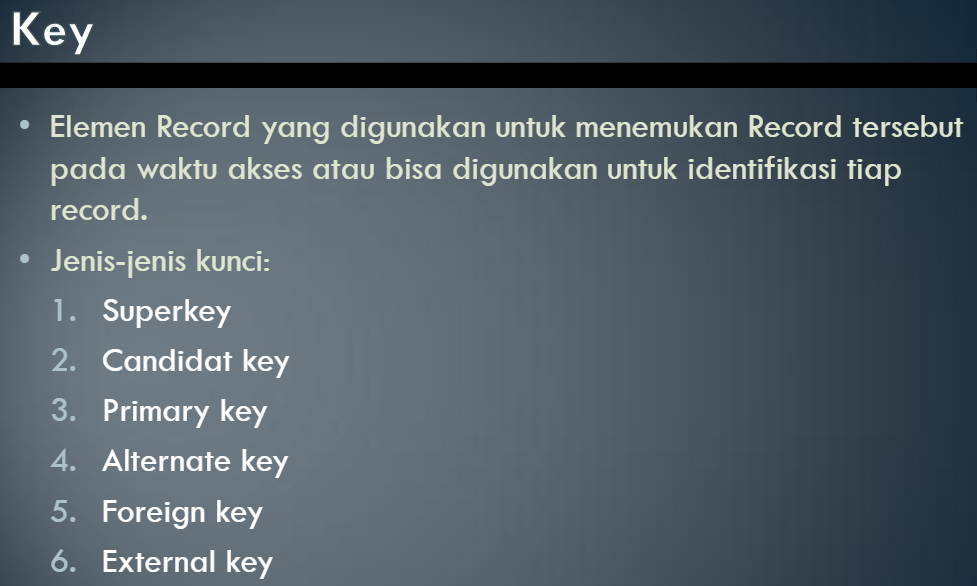 Key
• Elemen Record yang digunakan untuk menemukan Record tersebut
pada waktu akses atau bisa digunakan untuk identifikasi tiap
record.
• Jenis-jenis kunci:
1. Superkey
2. Candidat key
3. Primary key
4. Alternate key
5. Foreign key
6. External key